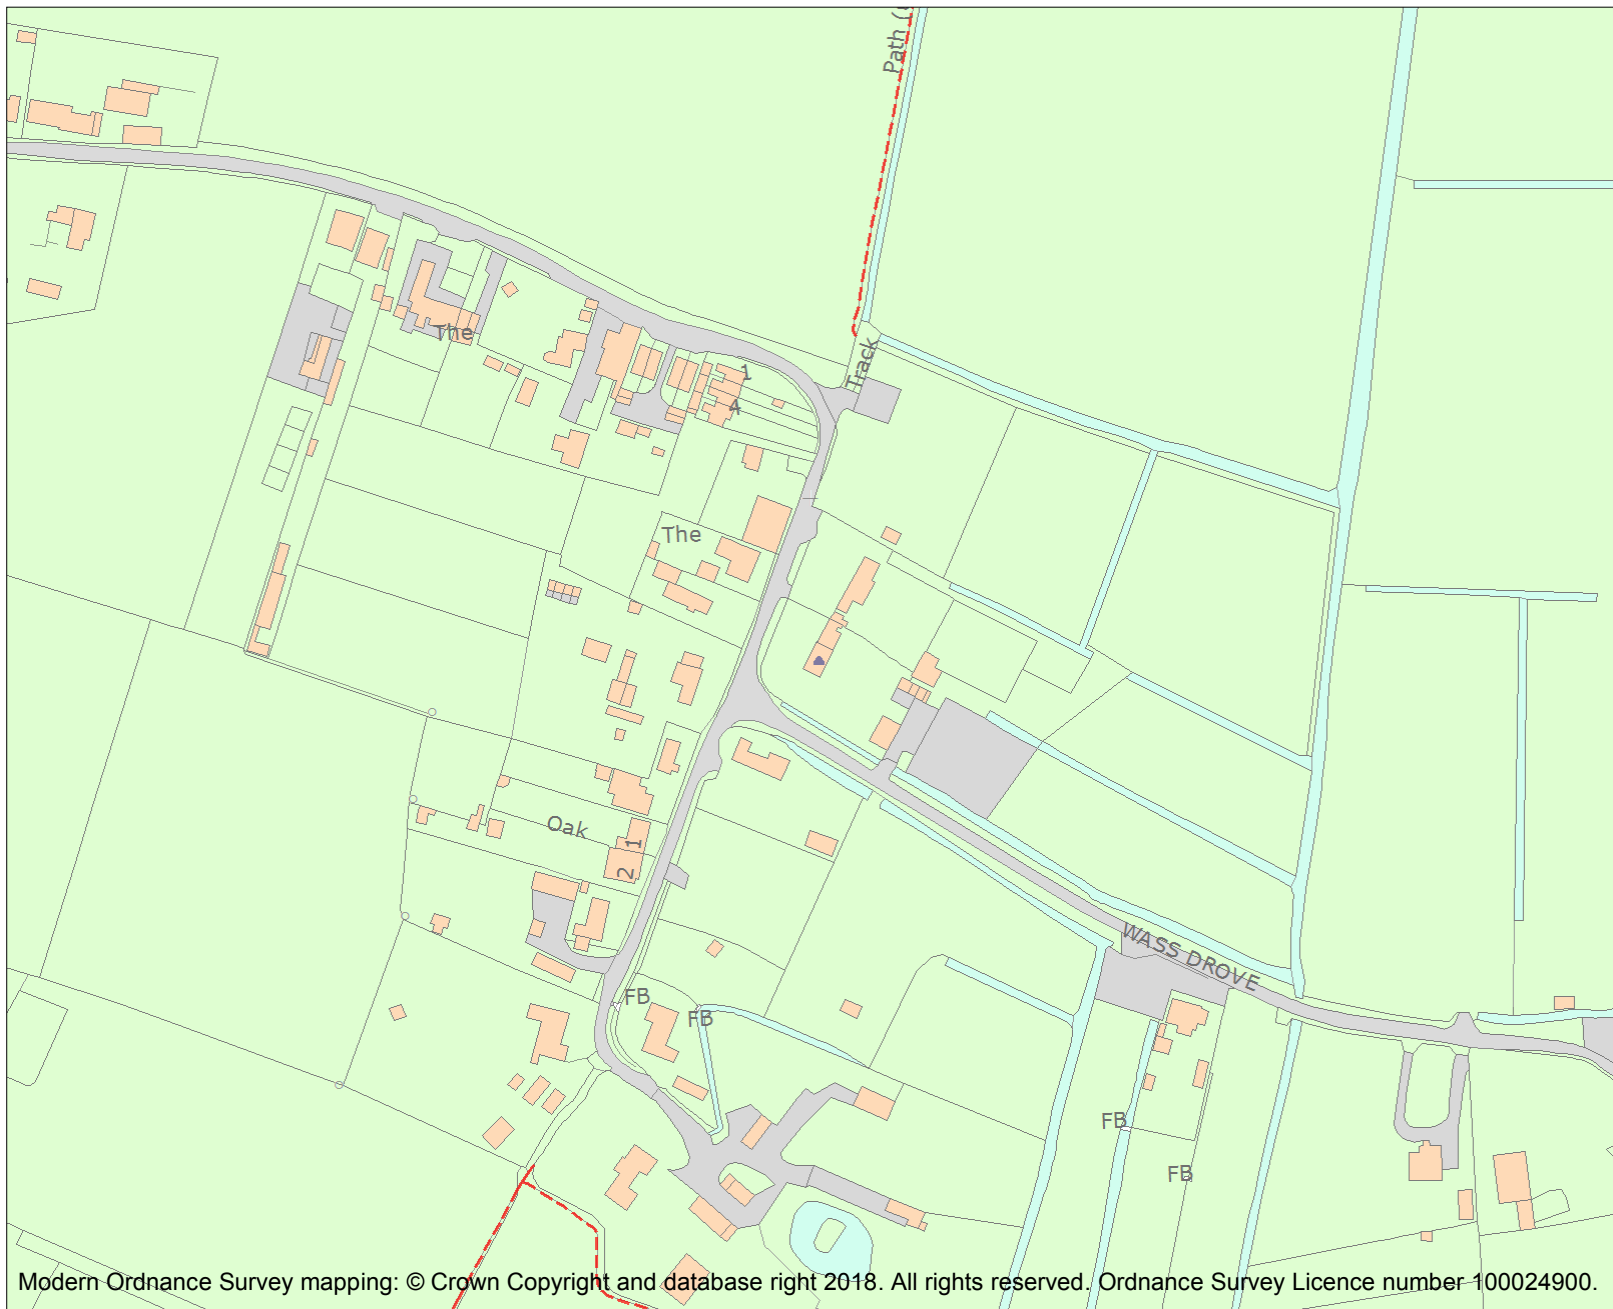 Path (
Track
The
1
4
The
Oak
1
2
WASS DROVE
FB
FB
FB
FB
Modern Ordnance Survey mapping: © Crown Copyright and database right 2018. All rights reserved. Ordnance Survey Licence number 100024900.